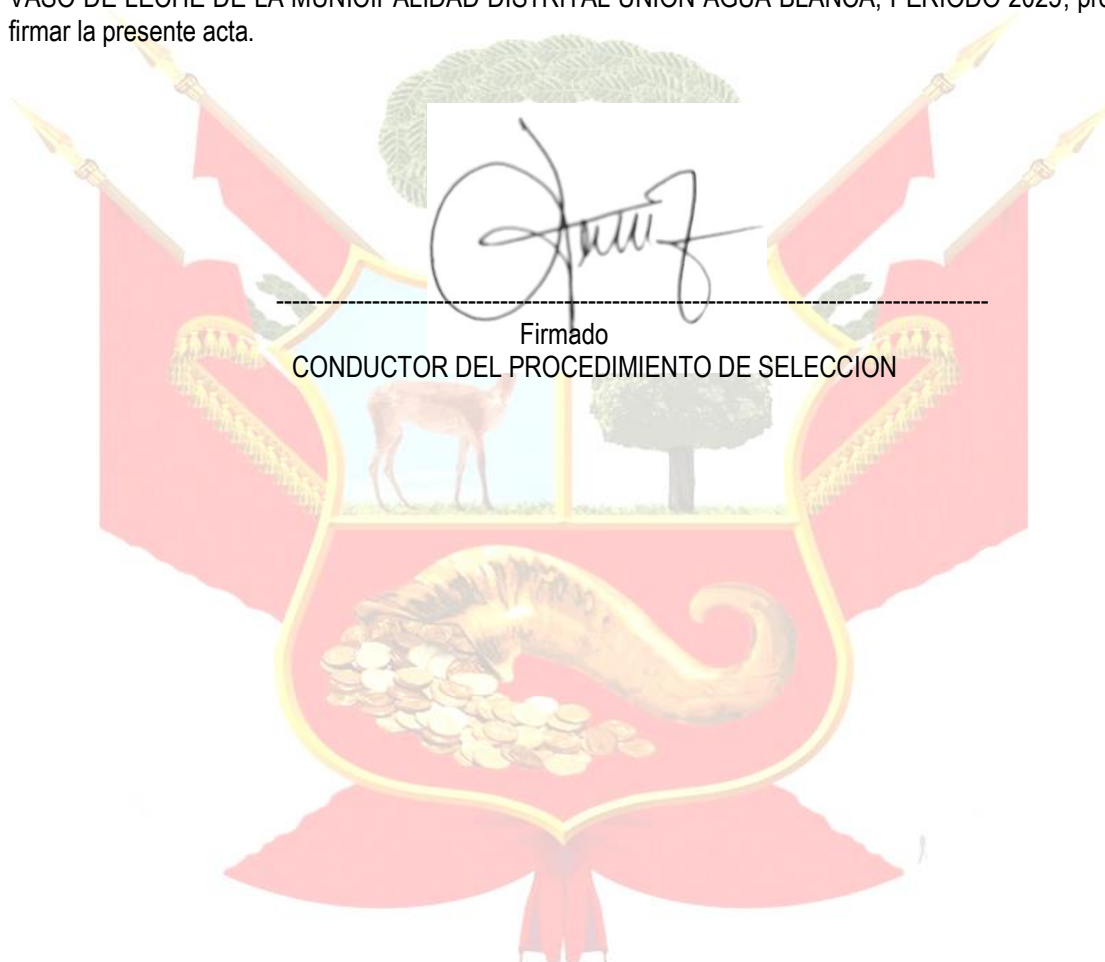 VASO DE LECHE DE LA MUNICIPALIDAD DISTRITAL UNION AGUA BLANCA, PERIODO 2025,
firmar la presente acta.
Firmado
CONDUCTOR DEL PROCEDIMIENTO DE SELECCION